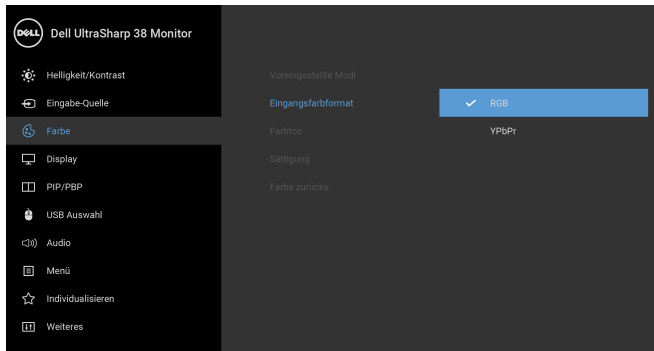 DELL Dell UltraSharp 38 Monitor
Helligkeit/Kontrast
Eingabe-Quelle
Farbe
Display
PIP/PBP
USB Auswahl
Audio
Menü
Individualisieren
Weiteres
Voreingestellte Modi
Eingangsfarbformat
Farbton
Sättigung
Farbe zurücks.
RGB
YPbPr